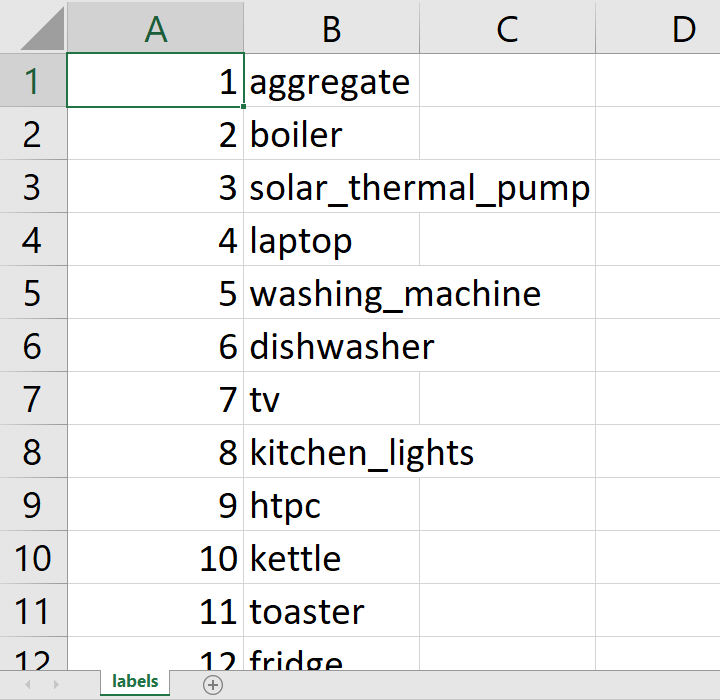 A B C D
1 1 aggregate
2 2 boiler
3 3 solar_thermal_pump
4 4 laptop
5 5 washing_machine
6 6 dishwasher
7 7 tv
8 8 kitchen_lights
9 9 htpc
10 10 kettle
11 11 toaster
12 12 fridge
labels